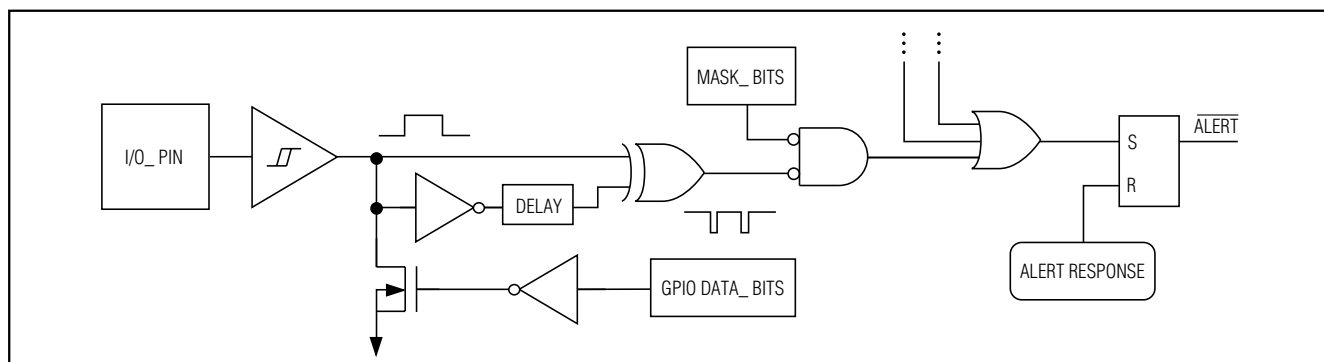 MASK_ BITS
I/O_ PIN
DELAY
GPIO DATA_ BITS
S
R
ALERT
ALERT RESPONSE